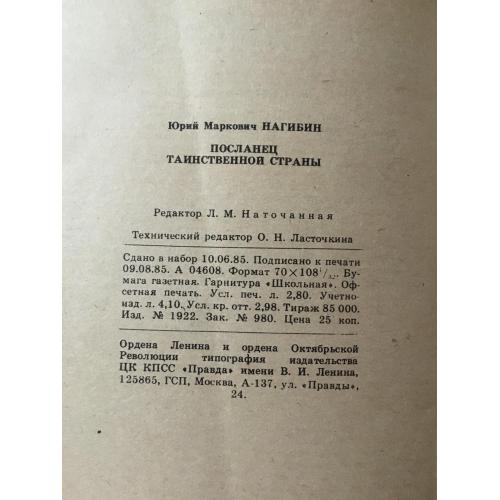 Юрий Маркович НАГИБИН
ПОСЛАНЕЦ
ТАИНСТВЕННОЙ СТРАНЫ
Редактор Л. М. Наточанная
Технический редактор О. Н. Ласточкина
Сдано в набор 10.06.85. Подписано к печати
09.08.85. А 04608. Формат 70×108¹/₃₂. Бу-
мага газетная. Гарнитура «Школьная». Оф-
сетная печать. Усл. печ. л. 2,80. Учетно-
изд. л. 4,10. Усл. кр. отт. 2,98. Тираж 85 000.
Изд. № 1922. Зак. № 980. Цена 25 коп.
Ордена Ленина и ордена Октябрьской
Революции типография издательства
ЦК КПСС «Правда» имени В. И. Ленина,
125865, ГСП, Москва, А-137, ул. «Правды»,
24.